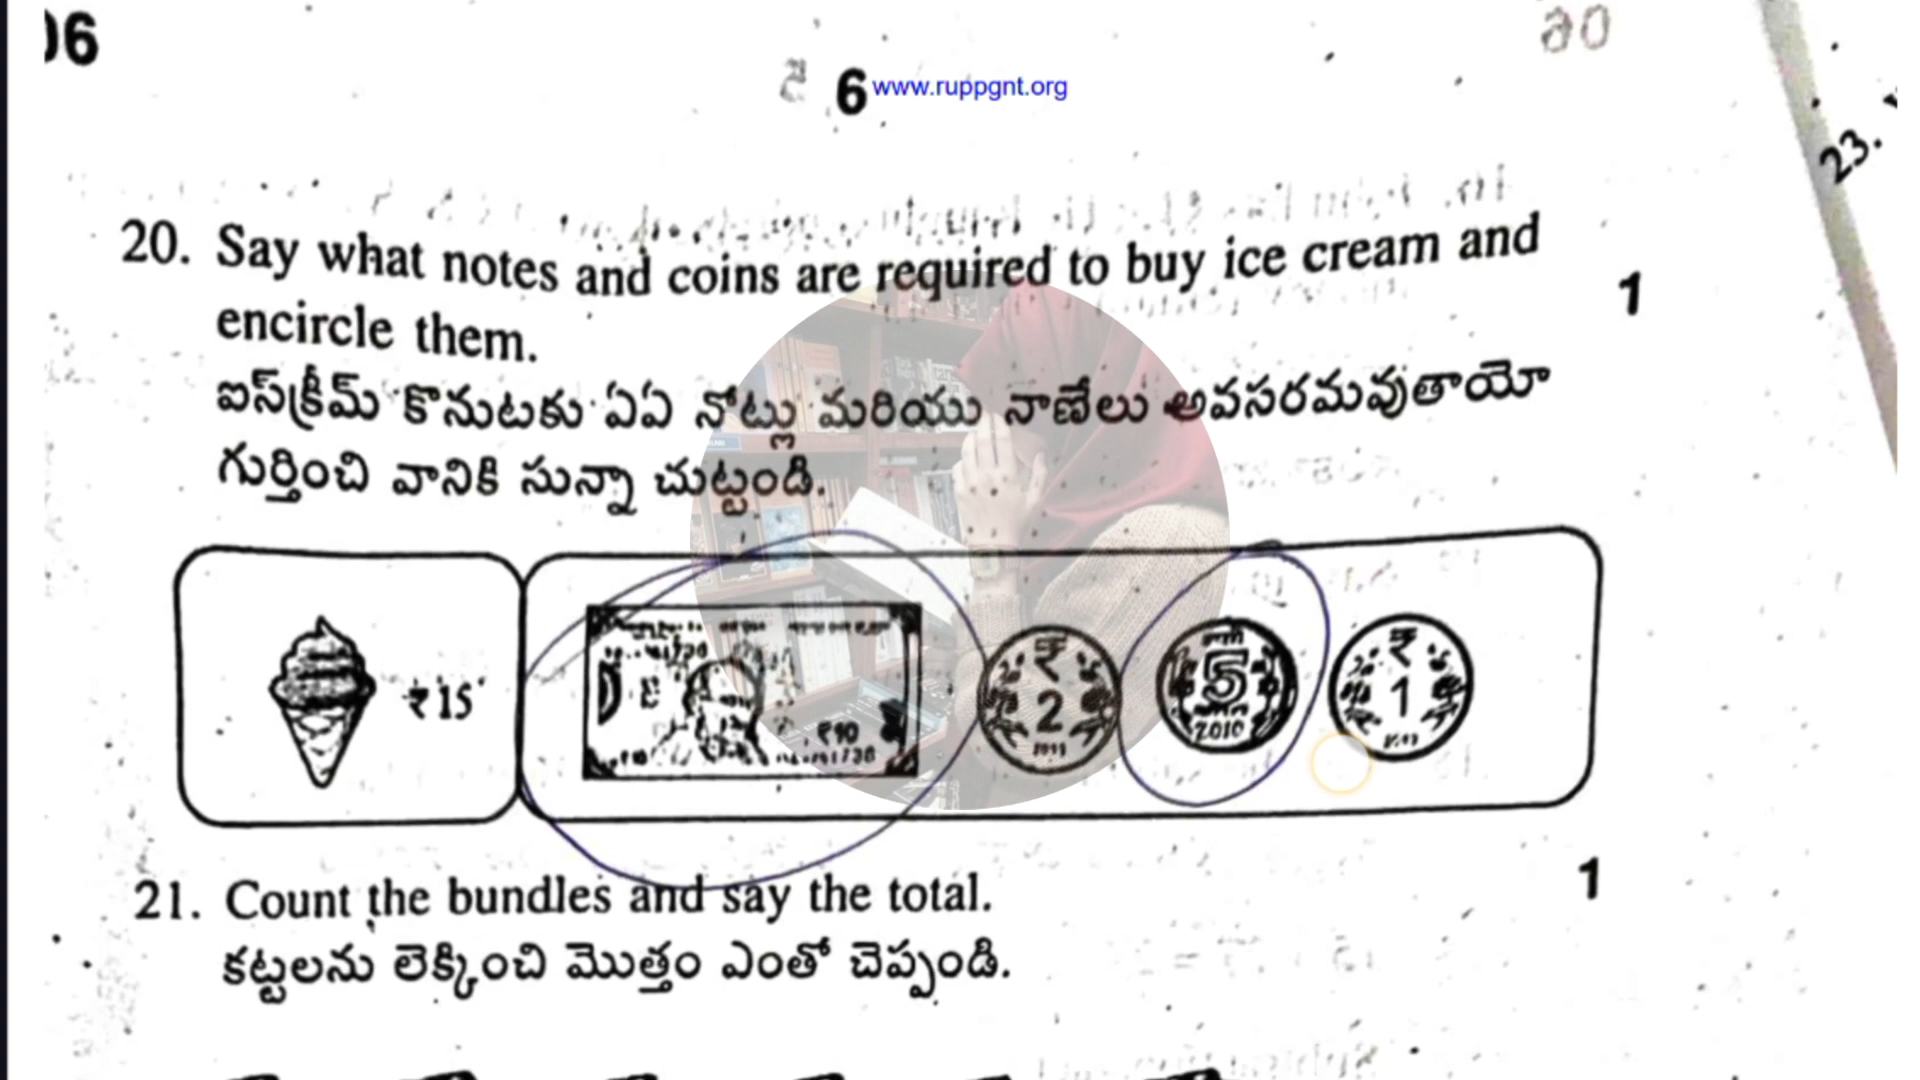 06
60
6 www.ruppgnt.org
23.
20. Say what notes and coins are required to buy ice cream and
encircle them.
1
ఐస్‌క్రీమ్ కొనుటకు ఏఏ నోట్లు మరియు నాణేలు అవసరమవుతాయో
గుర్తించి వానికి సున్నా చుట్టండి.
₹15 ₹10 ₹ 2 5 2010 ₹ 1
21. Count the bundles and say the total.
1
కట్టలను లెక్కించి మొత్తం ఎంతో చెప్పండి.